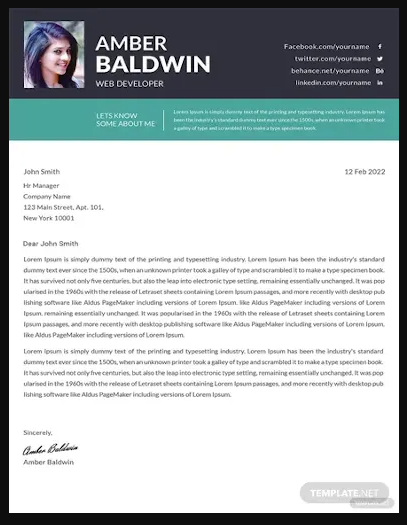 AMBER
BALDWIN
WEB DEVELOPER
Facebook.com/yourname
twitter.com/yourname
behance.net/yourname
linkedin.com/yourname
LETS KNOW
SOME ABOUT ME
Lorem Ipsum is simply dummy text of the printing and typesetting industry. Lorem Ipsum has
been the industry's standard dummy text ever since the 1500s, when an unknown printer took
a galley of type and scrambled it to make a type specimen book.
John Smith
12 Feb 2022
Hr Manager
Company Name
123 Main Street, Apt. 101,
New York 10001
Dear John Smith
Lorem Ipsum is simply dummy text of the printing and typesetting industry. Lorem Ipsum has been the industry's standard
dummy text ever since the 1500s, when an unknown printer took a galley of type and scrambled it to make a type specimen book.
It has survived not only five centuries, but also the leap into electronic type setting, remaining essentially unchanged. It was pop
ularised in the 1960s with the release of Letraset sheets containing Lorem Ipsum passages, and more recently with desktop pub
lishing software like Aldus PageMaker including versions of Lorem Ipsum. with the release of Letraset sheets containing Lorem
Ipsum. remaining essentially unchanged. It was popularised in the 1960s with the release of Lorem Ipsum passages, and more
recently with desktop publishing software like Aldus PageMaker including versions of Lorem Ipsum. with the release of Lorem
Ipsum.
Lorem Ipsum is simply dummy text of the printing and typesetting industry. Lorem Ipsum has been the industry's standard
dummy text ever since the 1500s, when an unknown printer took a galley of type and scrambled it to make a type specimen book.
It has survived not only five centuries, but also the leap into electronic type setting, remaining essentially unchanged. It was pop
ularised in the 1960s with the release of Letraset sheets containing Lorem Ipsum passages, and more recently with desktop pub
lishing software like Aldus PageMaker including versions of Lorem Ipsum.
Sincerely,
Amber Baldwin
Amber Baldwin
TEMPLATE.NET